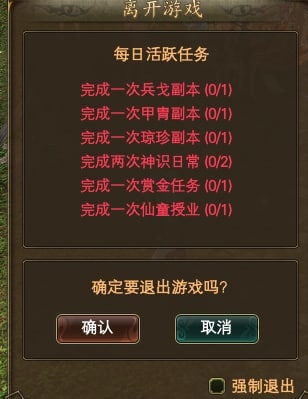 离开游戏
每日活跃任务
完成一次兵戈副本 (0/1)
完成一次甲胄副本 (0/1)
完成一次琼珍副本 (0/1)
完成两次神识日常 (0/2)
完成一次赏金任务 (0/1)
完成一次仙童授业 (0/1)
确定要退出游戏吗?
确认 取消
强制退出